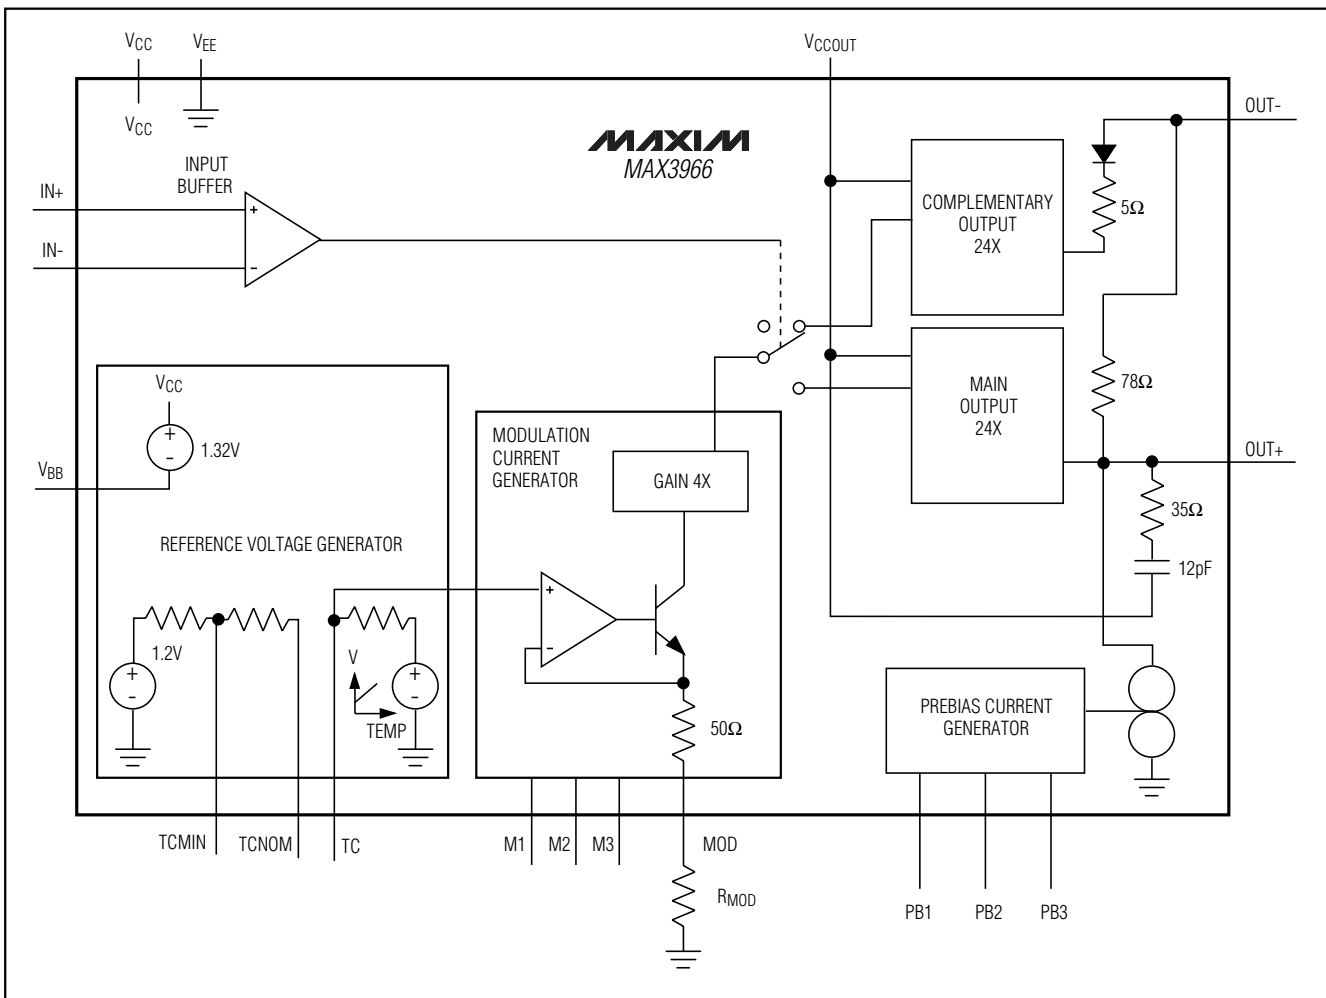 VCC
VEE
VCCOUT
VCC
OUT-
MAXIM
MAX3966
INPUT
BUFFER
IN+
+
IN-
-
COMPLEMENTARY
OUTPUT
24X
5Ω
MAIN
OUTPUT
24X
78Ω
OUT+
35Ω
12pF
VCC
+
-
1.32V
VBB
REFERENCE VOLTAGE GENERATOR
1.2V
+
-
V
TEMP
+
-
MODULATION
CURRENT
GENERATOR
GAIN 4X
+
-
50Ω
PREBIAS CURRENT
GENERATOR
TCMIN
TCNOM
TC
M1
M2
M3
MOD
RMOD
PB1
PB2
PB3